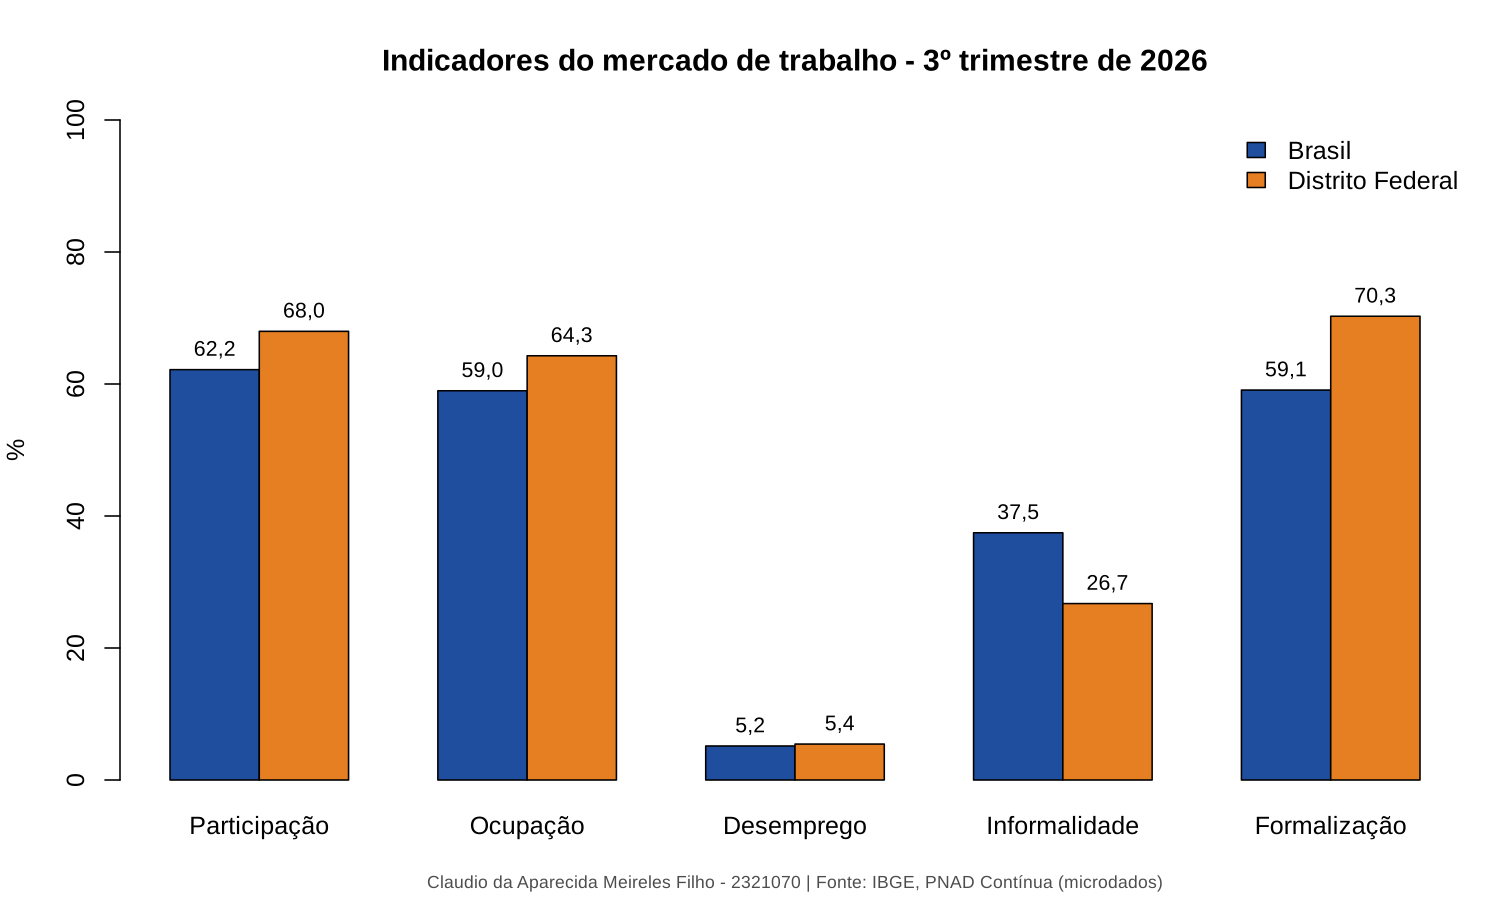 Indicadores do mercado de trabalho - 3º trimestre de 2026
Brasil
Distrito Federal
%
100
80
60
40
20
0
62,2
68,0
59,0
64,3
5,2
5,4
37,5
26,7
59,1
70,3
Participação
Ocupação
Desemprego
Informalidade
Formalização
Claudio da Aparecida Meireles Filho - 2321070 | Fonte: IBGE, PNAD Contínua (microdados)